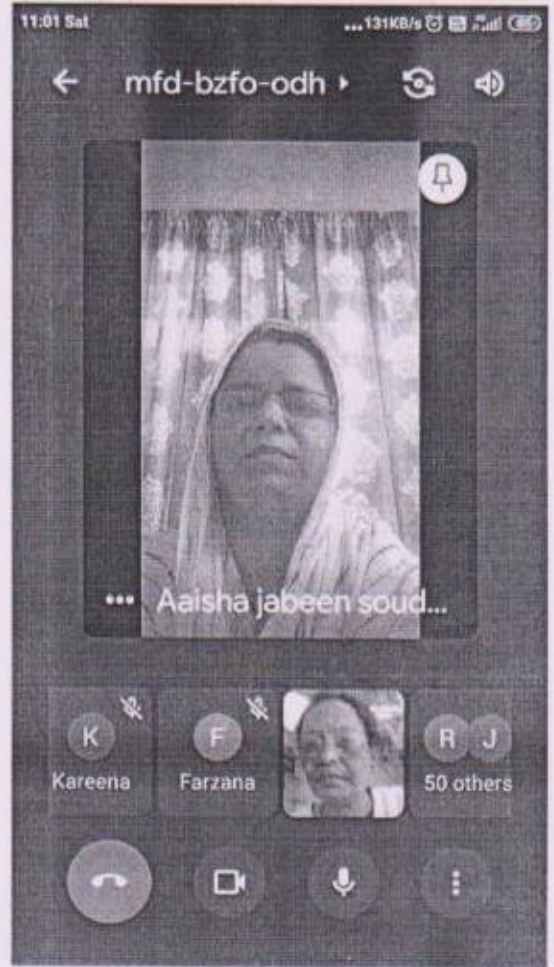 11:01 Sat
...131KB/s
mfd-bzfo-odh
Aaisha jabeen soud...
K
F
R J
Kareena
Farzana
50 others